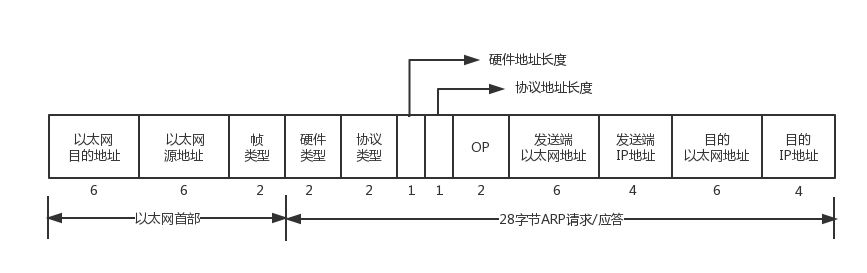 硬件地址长度
协议地址长度
以太网
目的地址
以太网
源地址
帧
类型
硬件
类型
协议
类型
OP
发送端
以太网地址
发送端
IP地址
目的
以太网地址
目的
IP地址
6
6
2
2
2
1
1
2
6
4
6
4
以太网首部
28字节ARP请求/应答